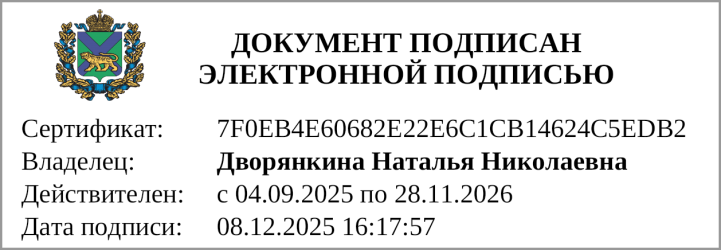 ДОКУМЕНТ ПОДПИСАН
ЭЛЕКТРОННОЙ ПОДПИСЬЮ
Сертификат: 7F0EB4E60682E22E6C1CB14624C5EDB2
Владелец: Дворянкина Наталья Николаевна
Действителен: с 04.09.2025 по 28.11.2026
Дата подписи: 08.12.2025 16:17:57